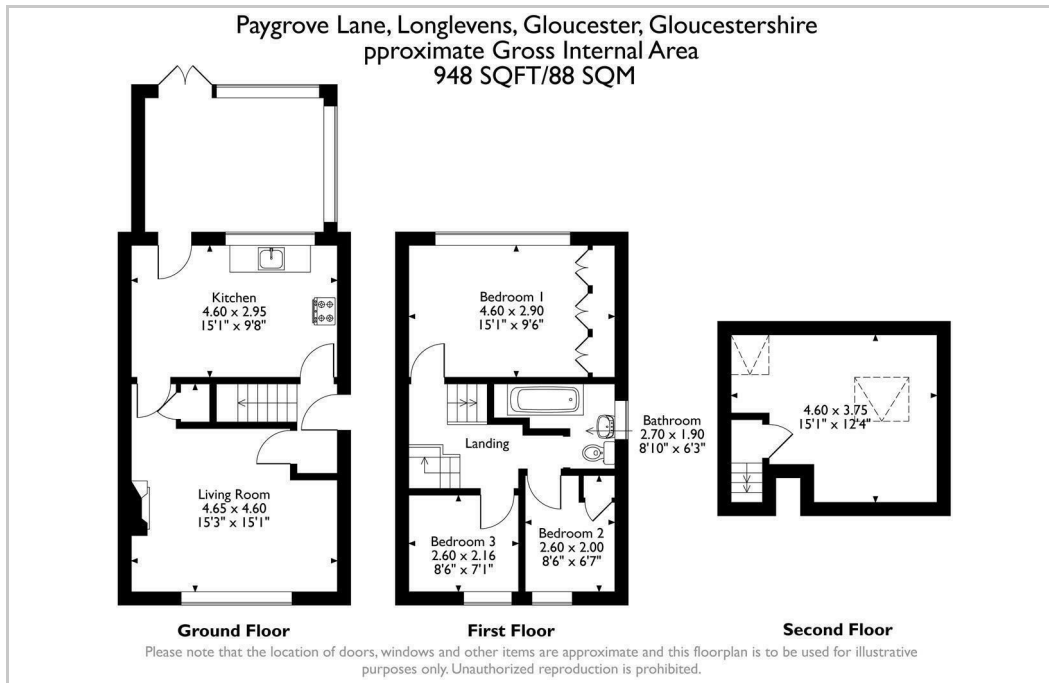 Paygrove Lane, Longlevens, Gloucester, Gloucestershire
pproximate Gross Internal Area
948 SQFT/88 SQM
Kitchen
4.60 x 2.95
15'1" x 9'8"
Living Room
4.65 x 4.60
15'3" x 15'1"
Ground Floor
Bedroom 1
4.60 x 2.90
15'1" x 9'6"
Landing
Bathroom
2.70 x 1.90
8'10" x 6'3"
Bedroom 3
2.60 x 2.16
8'6" x 7'1"
Bedroom 2
2.60 x 2.00
8'6" x 6'7"
First Floor
4.60 x 3.75
15'1" x 12'4"
Second Floor
Please note that the location of doors, windows and other items are approximate and this floorplan is to be used for illustrative
purposes only. Unauthorized reproduction is prohibited.